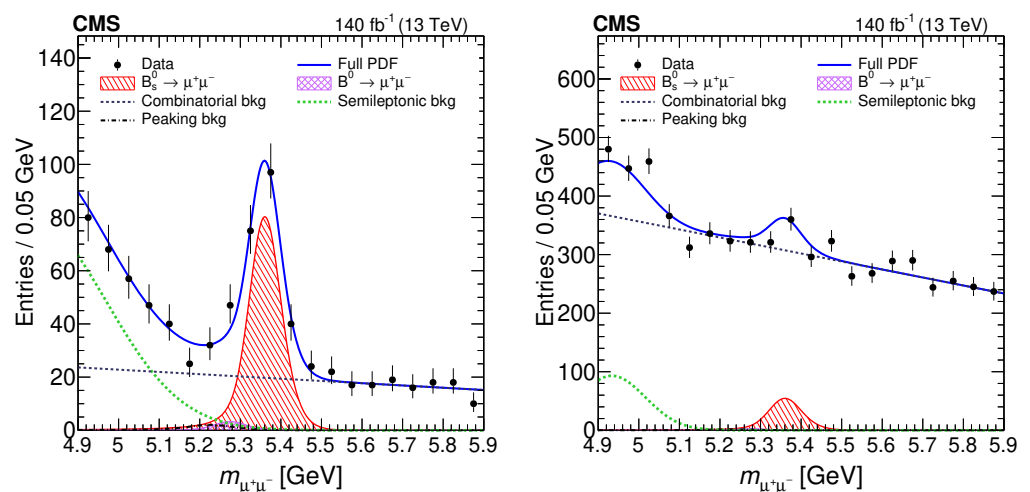 CMS 140 fb⁻¹ (13 TeV)
Data Full PDF
B⁰ₛ → μ⁺μ⁻ B⁰ → μ⁺μ⁻
Combinatorial bkg Semileptonic bkg
Peaking bkg
Entries / 0.05 GeV
140
120
100
80
60
40
20
0
4.9 5 5.1 5.2 5.3 5.4 5.5 5.6 5.7 5.8 5.9
m_μ⁺μ⁻ [GeV]
CMS 140 fb⁻¹ (13 TeV)
Data Full PDF
B⁰ₛ → μ⁺μ⁻ B⁰ → μ⁺μ⁻
Combinatorial bkg Semileptonic bkg
Peaking bkg
Entries / 0.05 GeV
600
500
400
300
200
100
0
4.9 5 5.1 5.2 5.3 5.4 5.5 5.6 5.7 5.8 5.9
m_μ⁺μ⁻ [GeV]